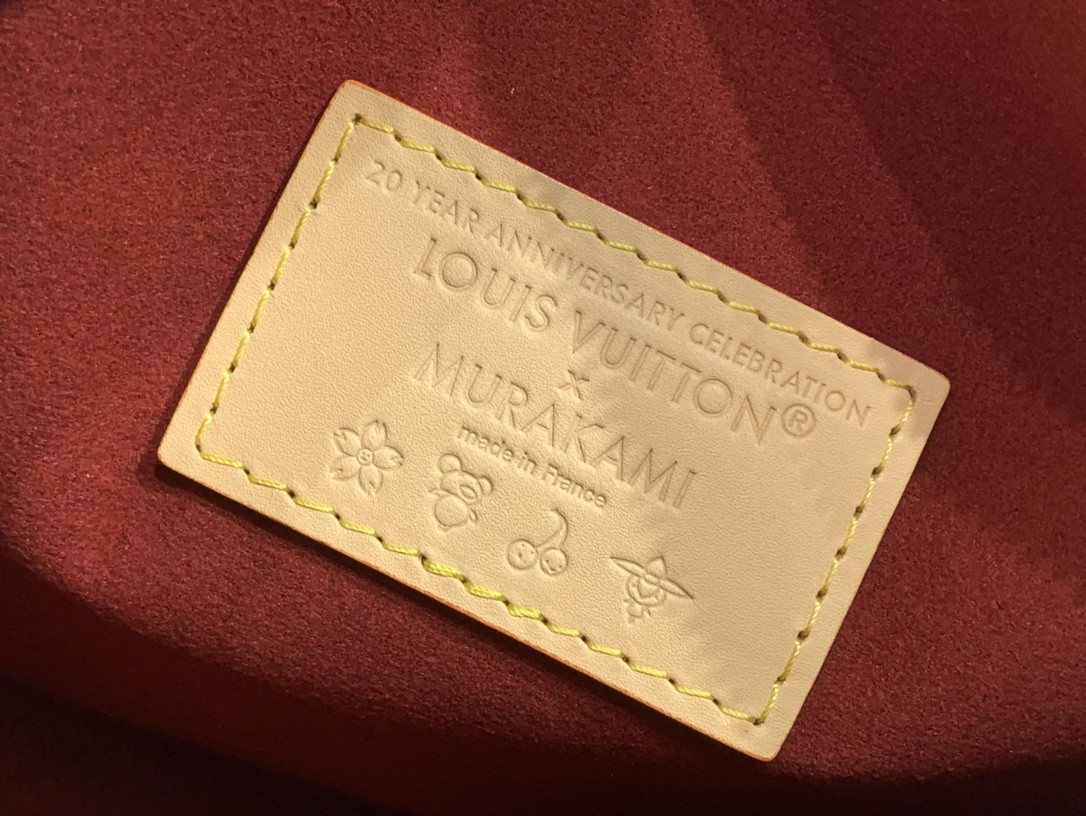 20 YEAR ANNIVERSARY CELEBRATION
LOUIS VUITTON®
x
MURAKAMI
made in France